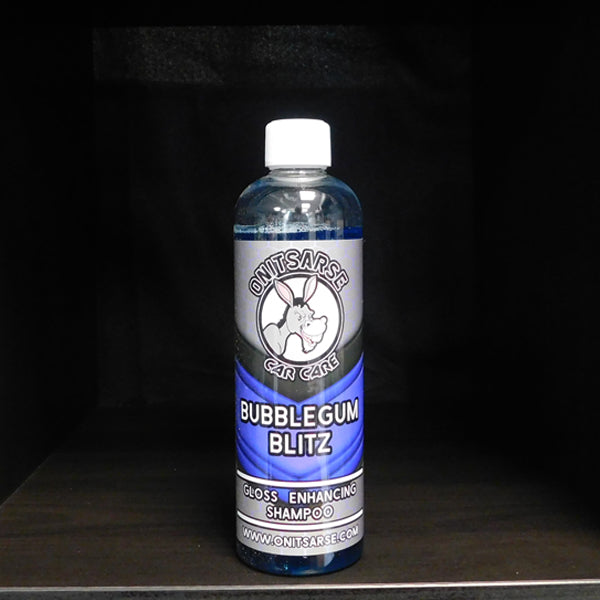 ONITSARSE
CAR CARE
BUBBLEGUM
BLITZ
GLOSS ENHANCING
SHAMPOO
WWW.ONITSARSE.COM